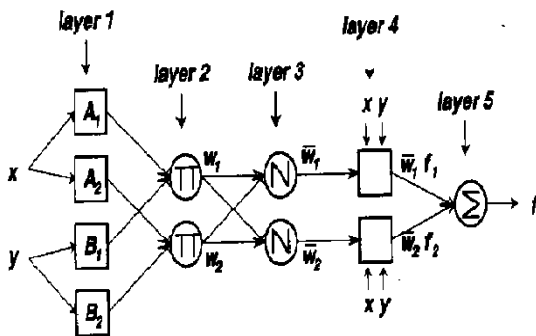 layer 1
layer 4
layer 2
layer 3
layer 5
x y
A₁
x
A₂
Π
w₁
N
w̅₁
w̅₁ f₁
Σ
f
y
B₁
Π
w₂
N
w̅₂
w̅₂ f₂
B₂
x y